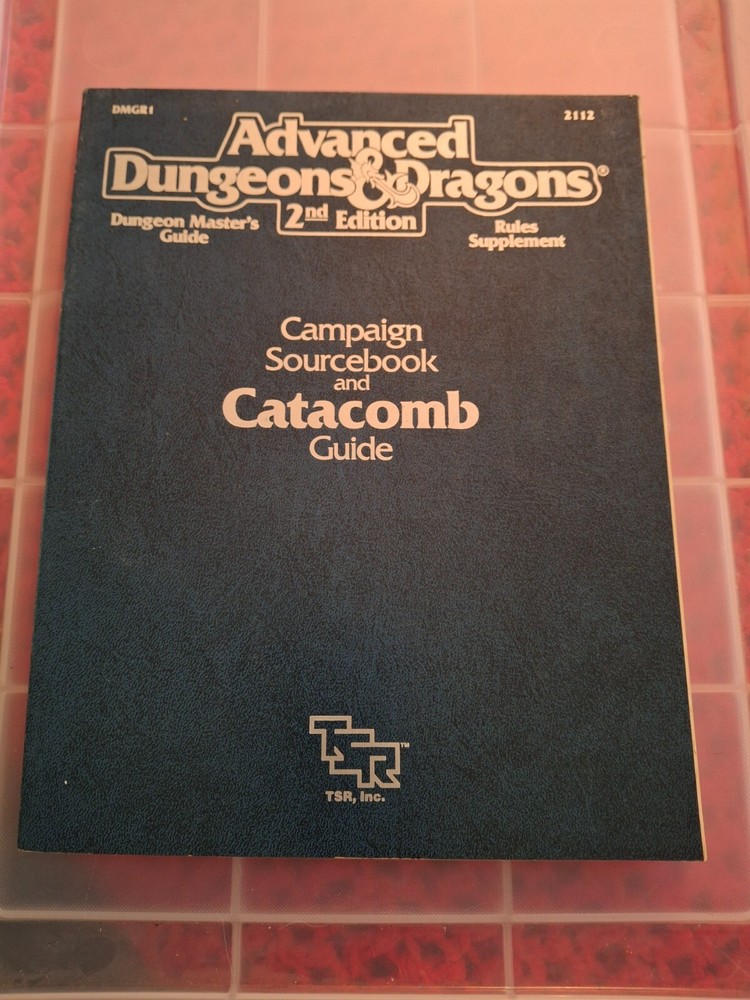 DMGR1
2112
Advanced
Dungeons & Dragons®
2nd Edition
Dungeon Master's
Guide
Rules
Supplement
Campaign
Sourcebook
and
Catacomb
Guide
TSR™
TSR, Inc.